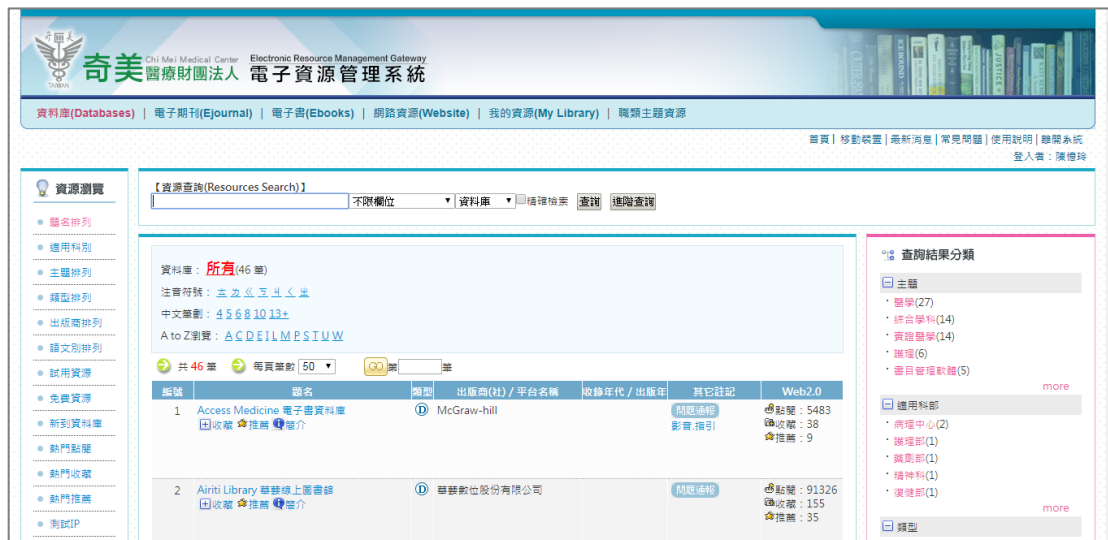 奇美
TAIWAN
奇美 Chi Mei Medical Center 醫療財團法人
Electronic Resource Management Gateway
電子資源管理系統
ICEBOUND
JUSTICE
資料庫(Databases) | 電子期刊(Ejournal) | 電子書(Ebooks) | 網路資源(Website) | 我的資源(My Library) | 職類主題資源
首頁 | 移動裝置 | 最新消息 | 常見問題 | 使用說明 | 離開系統
登入者：陳憶玲
資源瀏覽
題名排列
適用科別
主題排列
類型排列
出版商排列
語文別排列
試用資源
免費資源
新到資料庫
熱門點閱
熱門收藏
熱門推薦
測試IP
【資源查詢(Resources Search)】
不限欄位 資料庫 精確檢索 查詢 進階查詢
資料庫： 所有(46 筆)
注音符號： ㄊ ㄌ ㄍ ㄎ ㄐ ㄑ ㄓ
中文筆劃： 4 5 6 8 10 13+
A to Z瀏覽： A C D E I L M P S T U W
共 46 筆 每頁筆數 50 GO 第 筆
編號 題名 類型 出版商(社) / 平台名稱 收錄年代 / 出版年 其它註記 Web2.0
1 Access Medicine 電子書資料庫 D McGraw-hill 問題通報 點閱：5483
收藏 推薦 簡介 影音.指引 收藏：38
推薦：9
2 Airiti Library 華藝線上圖書館 D 華藝數位股份有限公司 問題通報 點閱：91326
收藏 推薦 簡介 收藏：155
推薦：35
查詢結果分類
主題
醫學(27)
綜合學科(14)
實證醫學(14)
護理(6)
書目管理軟體(5)
more
適用科部
病理中心(2)
護理部(1)
藥劑部(1)
精神科(1)
復健部(1)
more
類型